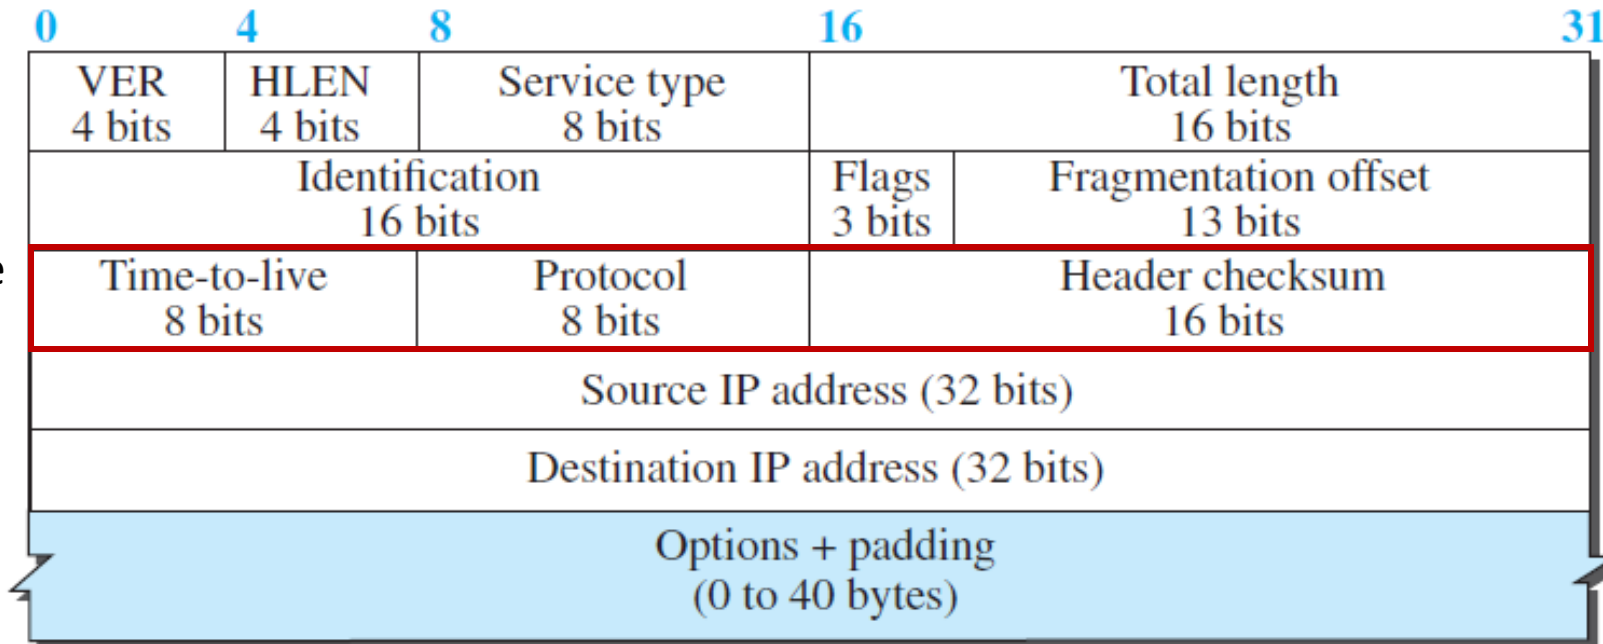 0 4 8 16 31
VER HLEN Service type Total length
4 bits 4 bits 8 bits 16 bits
Identification Flags Fragmentation offset
16 bits 3 bits 13 bits
Time-to-live Protocol Header checksum
8 bits 8 bits 16 bits
Source IP address (32 bits)
Destination IP address (32 bits)
Options + padding
(0 to 40 bytes)